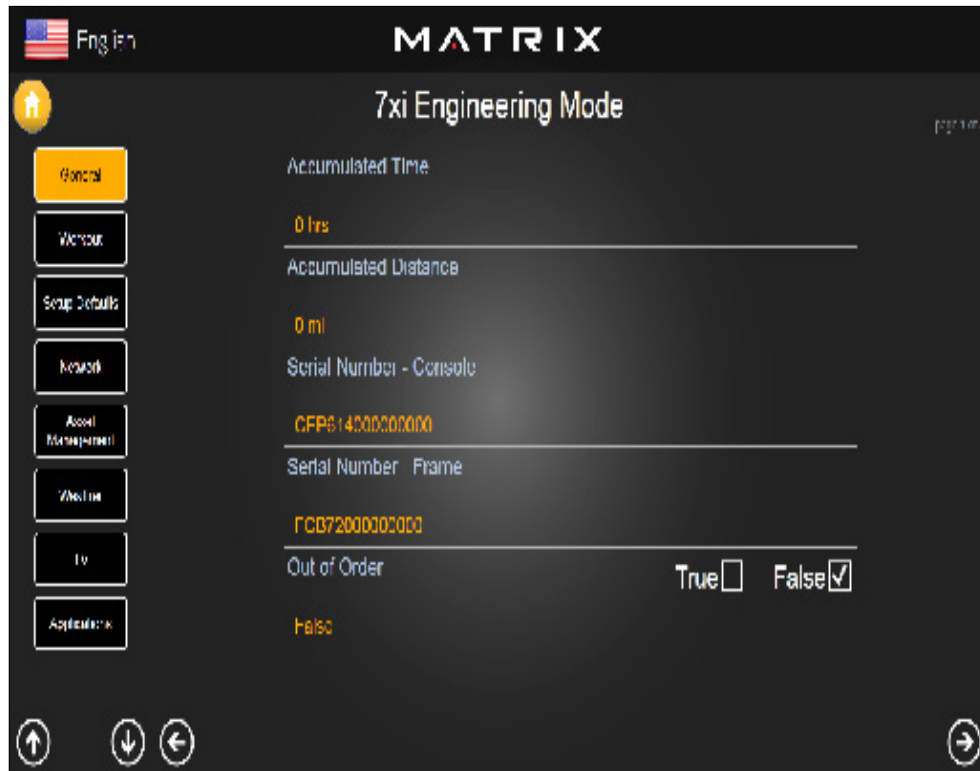 English
MATRIX
7xi Engineering Mode
General
Workout
Setup Defaults
Network
Asset
Management
Weather
TV
Applications
Accumulated Time
0 hrs
Accumulated Distance
0 mi
Serial Number - Console
Serial Number Frame
Out of Order
True False
False